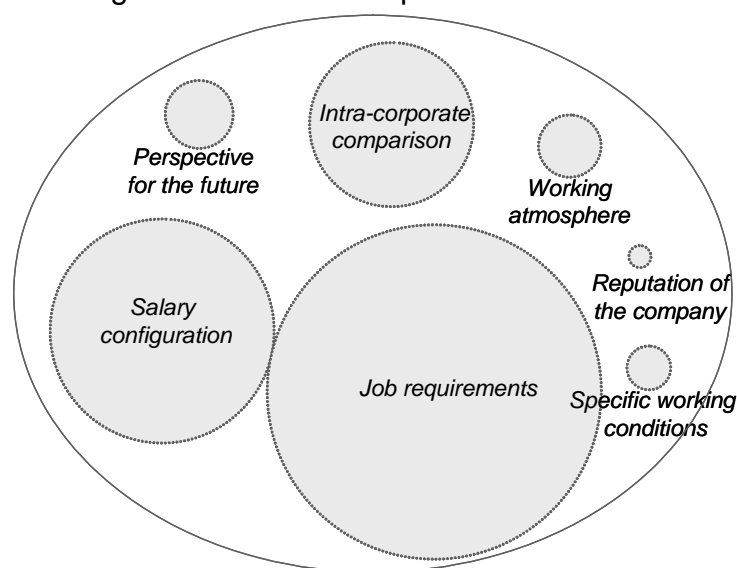 Intra-corporate
comparison
Perspective
for the future
Working
atmosphere
Reputation of
the company
Salary
configuration
Job requirements
Specific working
conditions